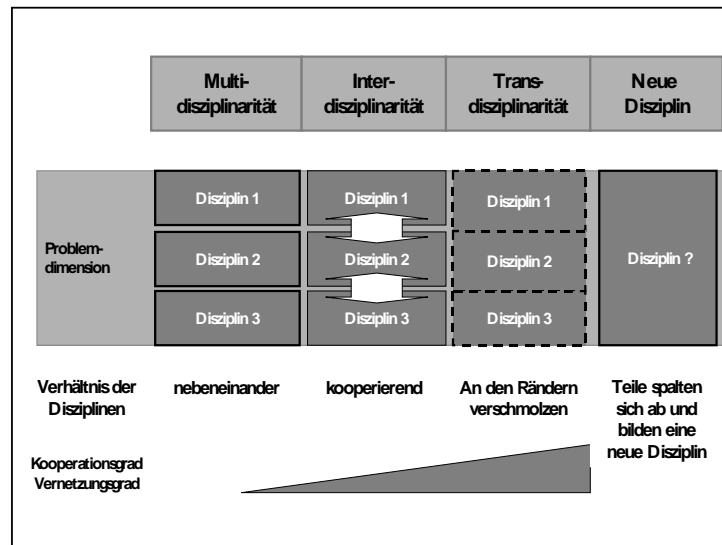 Multi-
disziplinarität
Inter-
disziplinarität
Trans-
disziplinarität
Neue
Disziplin
Problem-
dimension
Disziplin 1
Disziplin 2
Disziplin 3
Disziplin 1
Disziplin 2
Disziplin 3
Disziplin 1
Disziplin 2
Disziplin 3
Disziplin ?
Verhältnis der
Disziplinen
nebeneinander
kooperierend
An den Rändern
verschmolzen
Teile spalten
sich ab und
bilden eine
neue Disziplin
Kooperationsgrad
Vernetzungsgrad